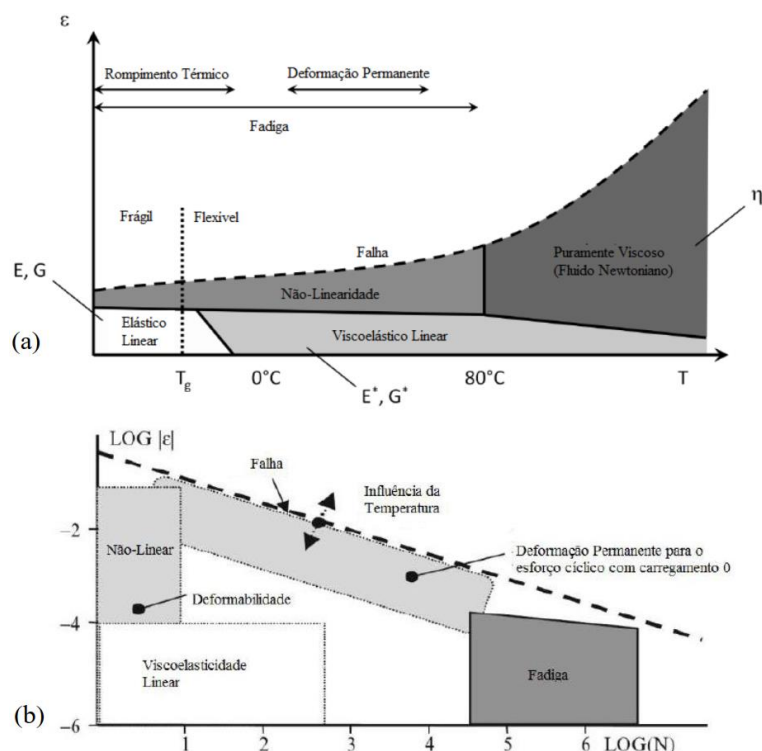 (a)
ε
Rompimento Térmico
Deformação Permanente
Fadiga
η
Frágil
Flexível
Falha
Puramente Viscoso
(Fluido Newtoniano)
E, G
Não-Linearidade
Elástico
Linear
Viscoelástico Linear
Tg
0°C
80°C
T
E*, G*
(b)
LOG |ε|
Falha
Influência da
Temperatura
-2
Não-Linear
Deformação Permanente para o
esforço cíclico com carregamento 0
Deformabilidade
-4
Viscoelasticidade
Linear
Fadiga
-6
1
2
3
4
5
6
LOG(N)